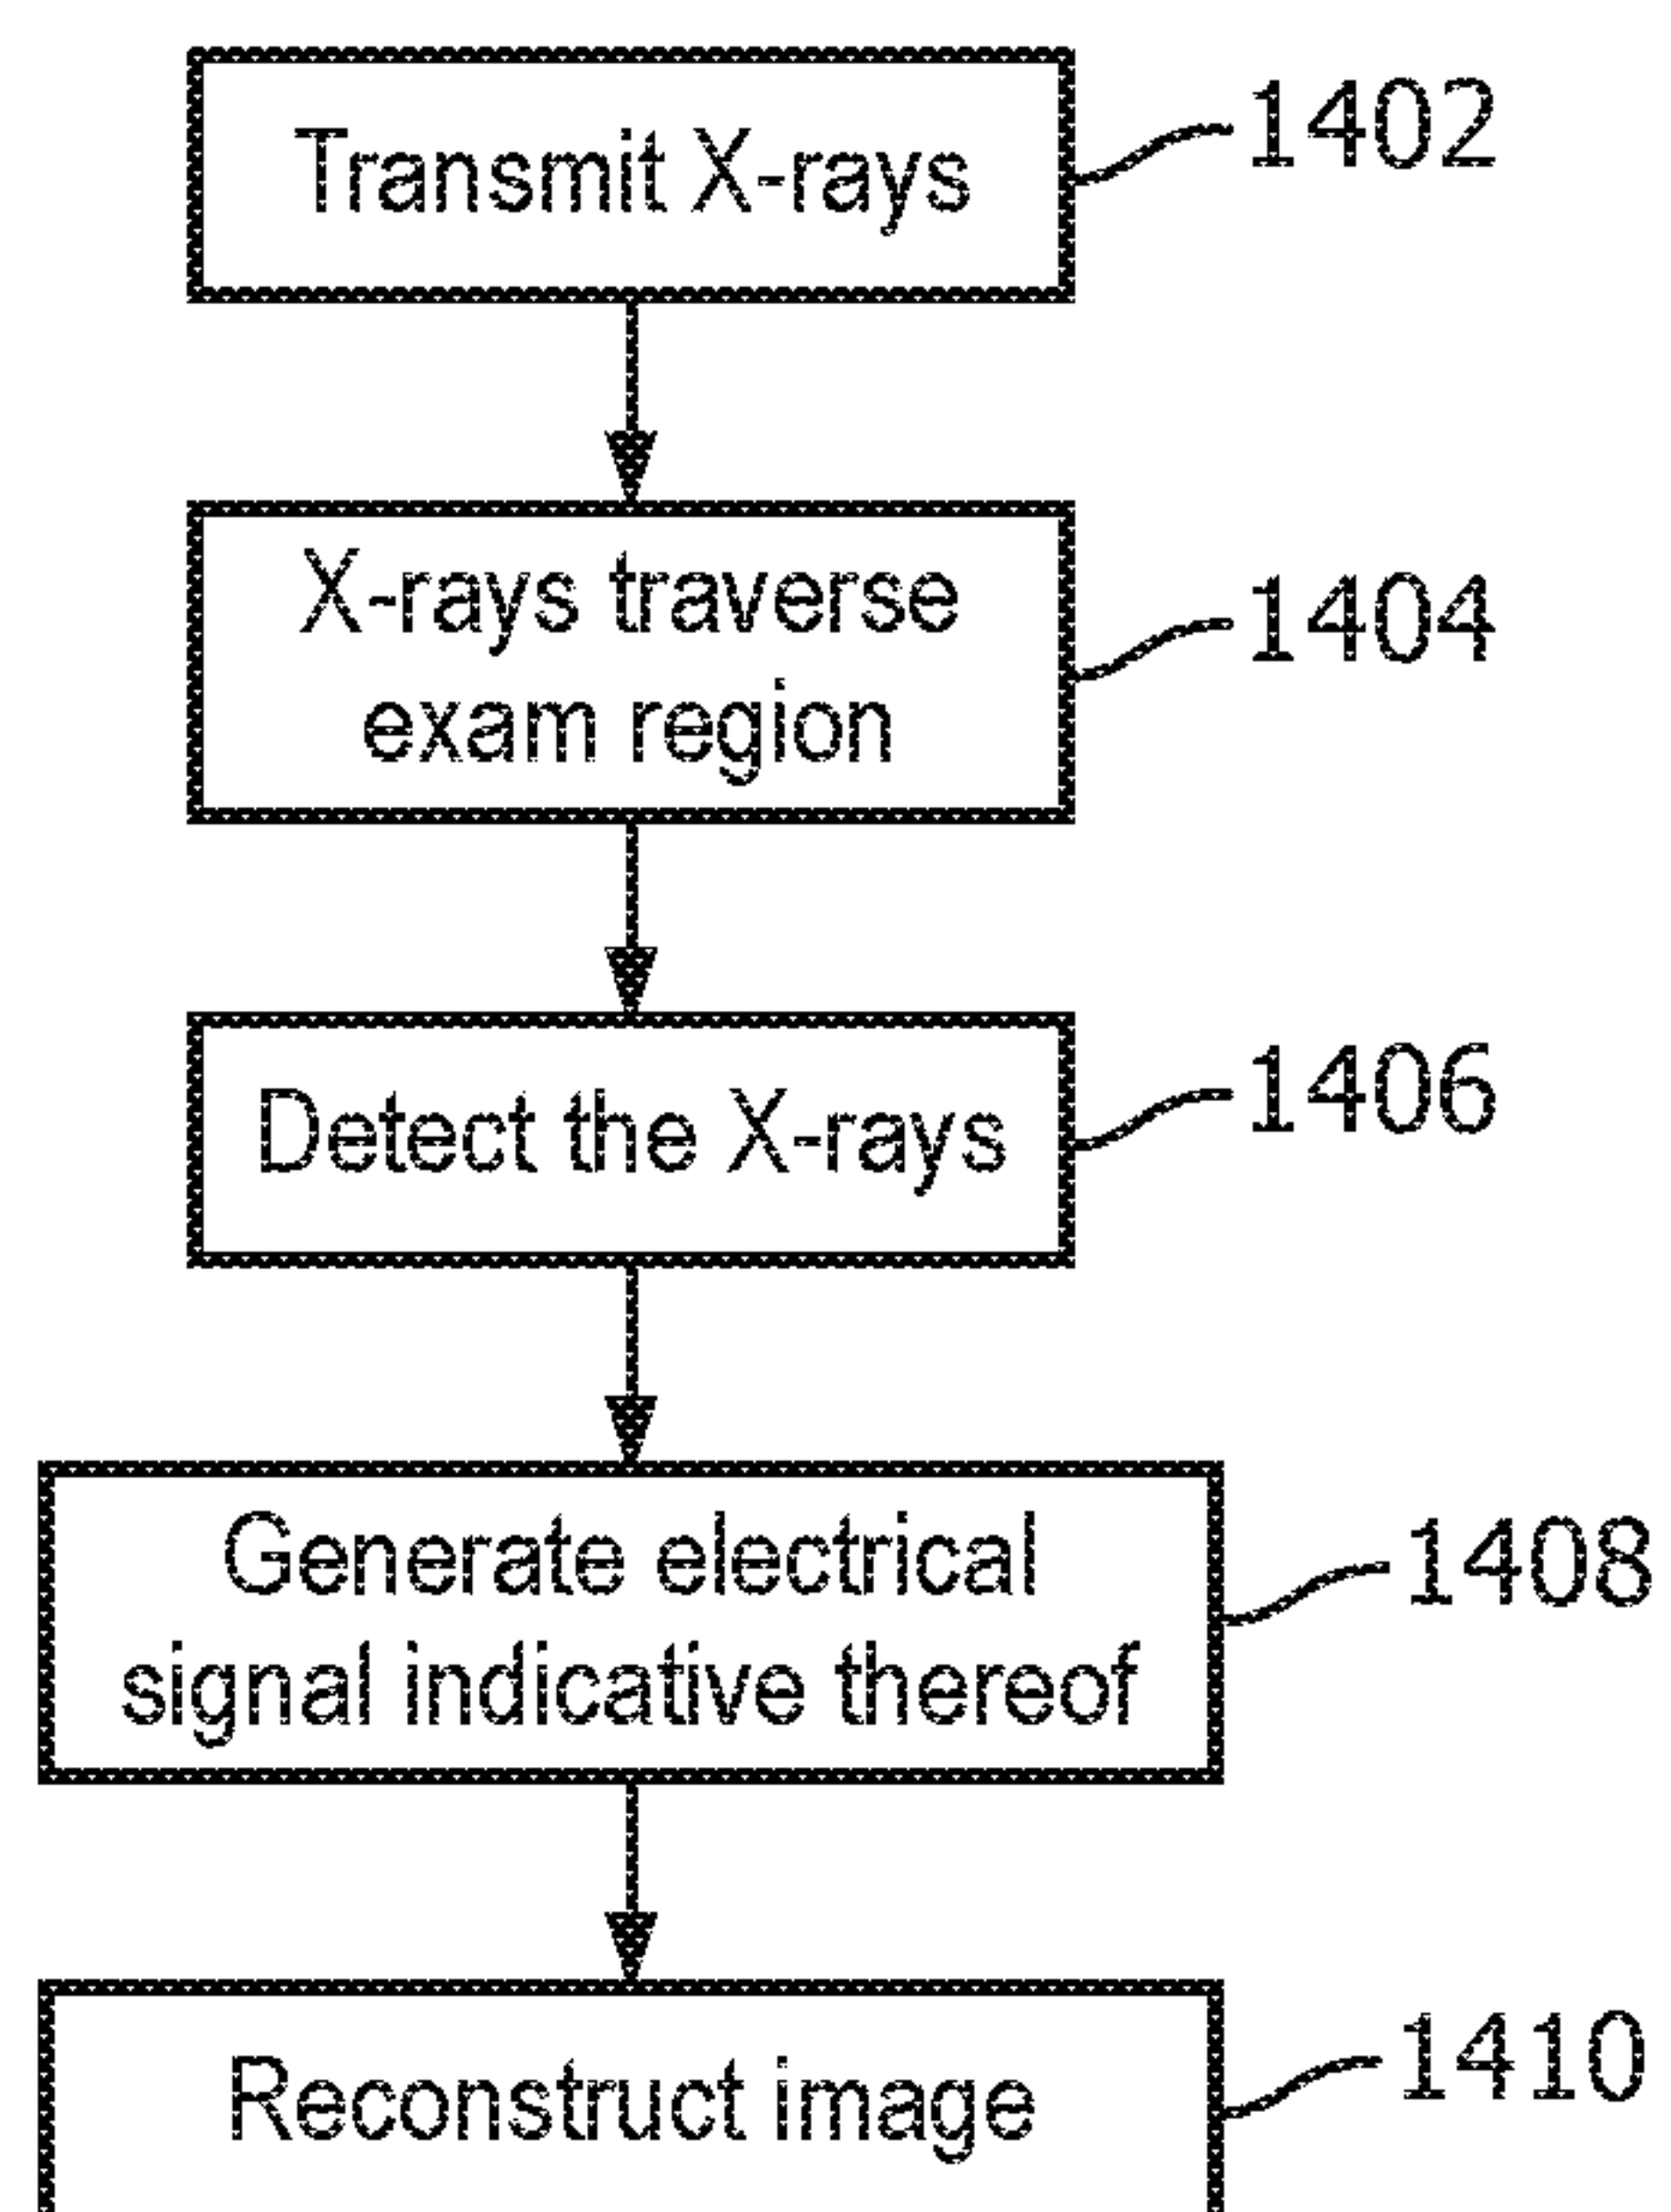 Transmit X-rays
1402
X-rays traverse
exam region
1404
Detect the X-rays
1406
Generate electrical
signal indicative thereof
1408
Reconstruct image
1410